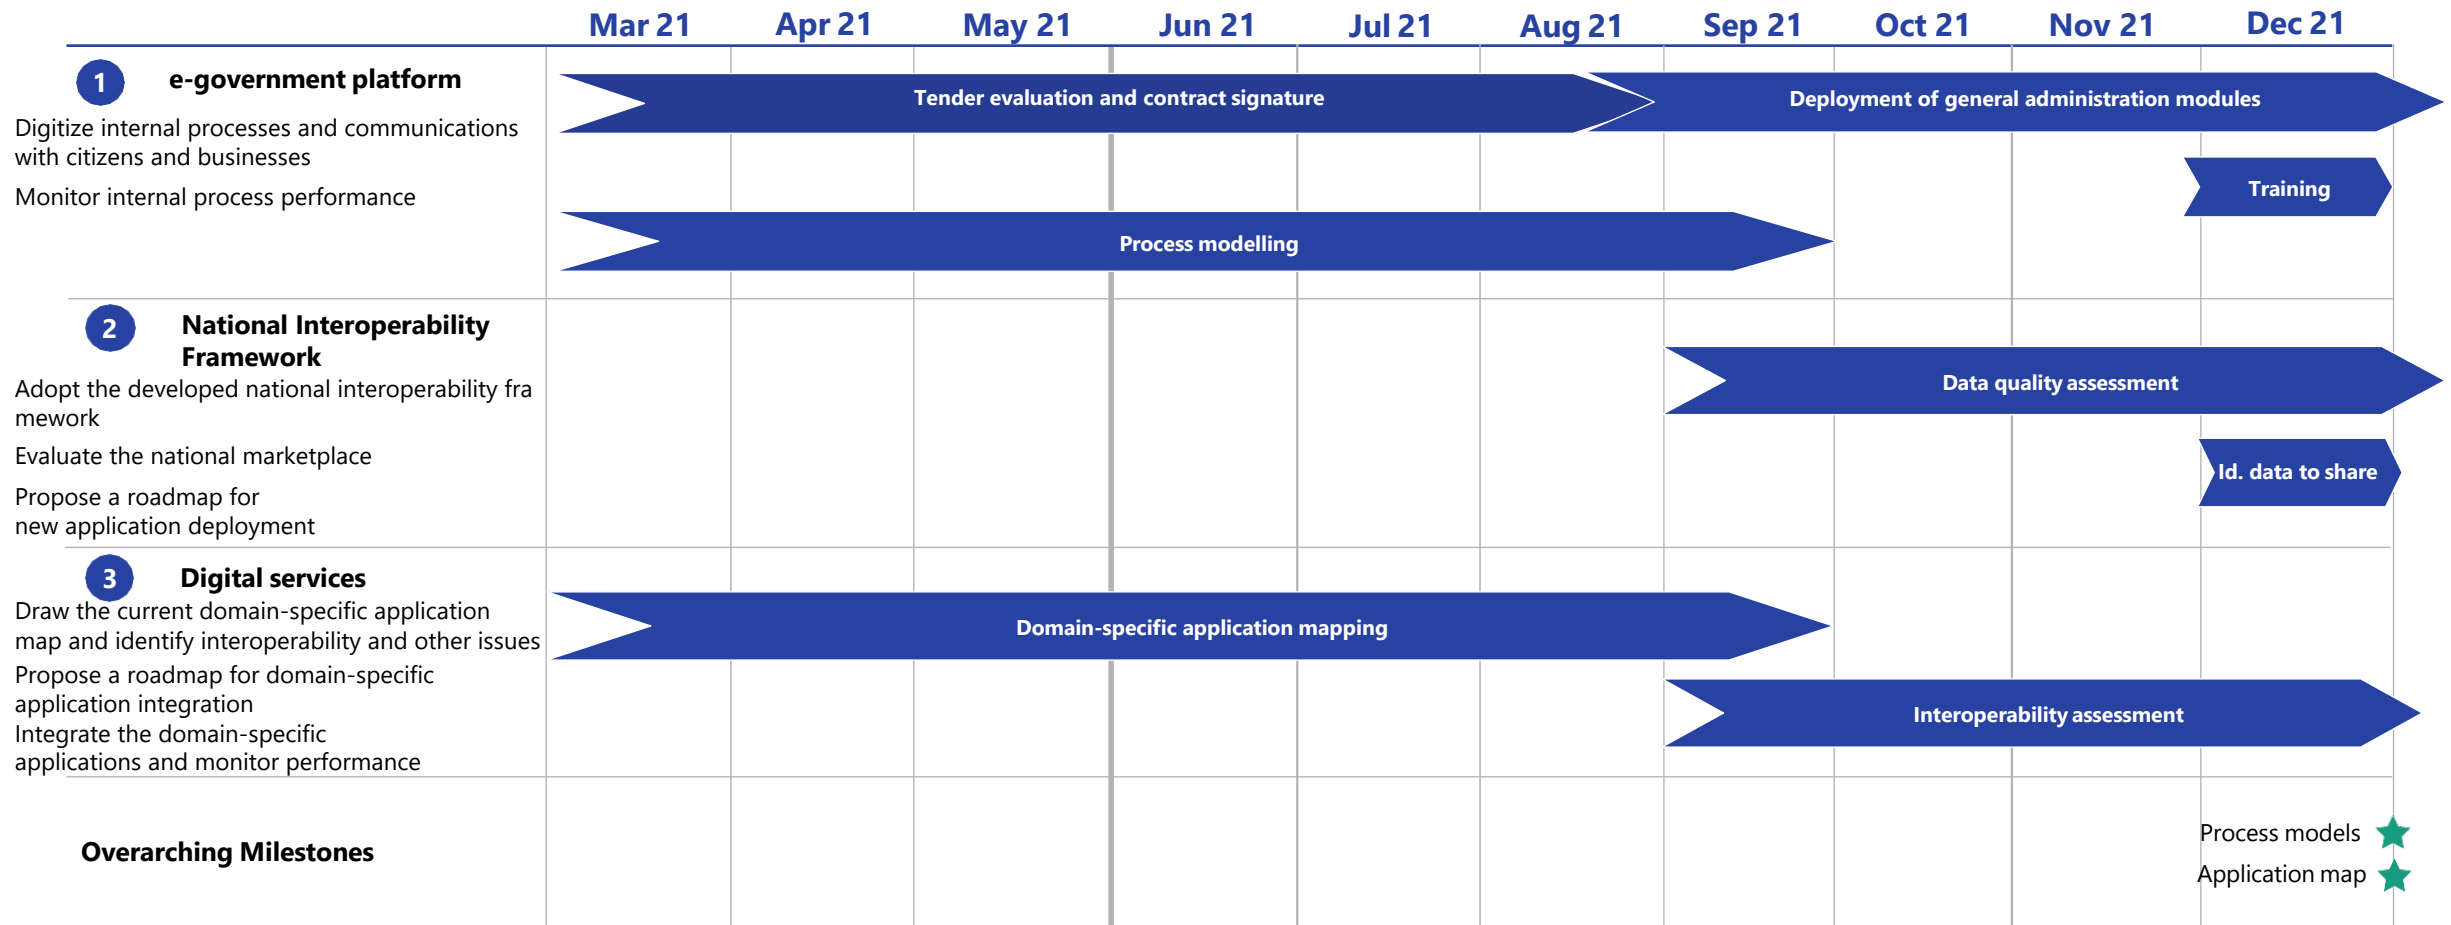 Mar 21 Apr 21 May 21 Jun 21 Jul 21 Aug 21 Sep 21 Oct 21 Nov 21 Dec 21
1 e-government platform
Digitize internal processes and communications
with citizens and businesses
Monitor internal process performance
Tender evaluation and contract signature
Deployment of general administration modules
Training
Process modelling
2 National Interoperability
Framework
Adopt the developed national interoperability fra
mework
Evaluate the national marketplace
Propose a roadmap for
new application deployment
Data quality assessment
Id. data to share
3 Digital services
Draw the current domain-specific application
map and identify interoperability and other issues
Propose a roadmap for domain-specific
application integration
Integrate the domain-specific
applications and monitor performance
Domain-specific application mapping
Interoperability assessment
Overarching Milestones
Process models
Application map